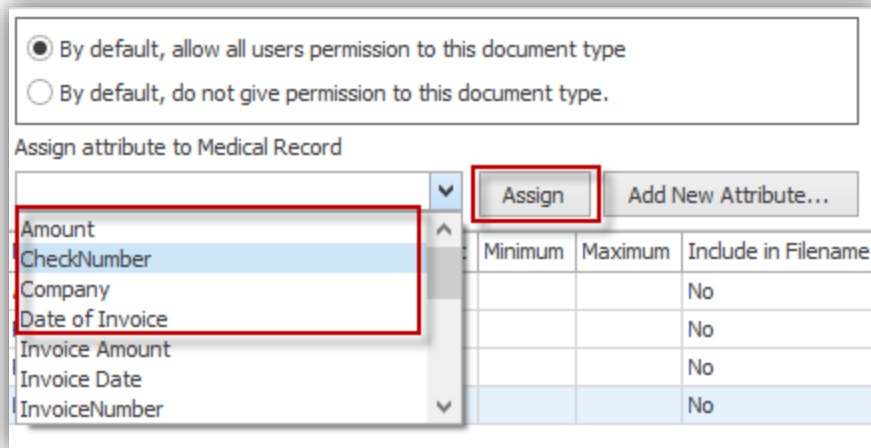 By default, allow all users permission to this document type
By default, do not give permission to this document type.
Assign attribute to Medical Record
Assign
Add New Attribute...
Amount
CheckNumber
Company
Date of Invoice
Invoice Amount
Invoice Date
InvoiceNumber
Minimum Maximum Include in Filename
No
No
No
No